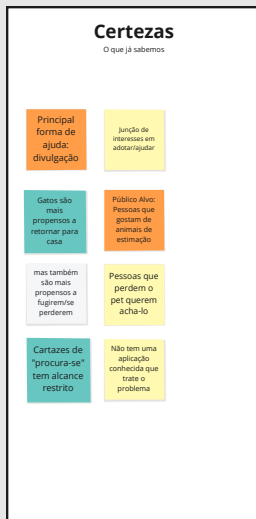 Certezas
O que já sabemos
Principal
forma de
ajuda:
divulgação
Junção de
interesses em
adotar/ajudar
Gatos são
mais
propensos a
retornar para
casa
Público Alvo:
Pessoas que
gostam de
animais de
estimação
mas também
são mais
propensos a
fugirem/se
perderem
Pessoas que
perdem o
pet querem
acha-lo
Cartazes de
"procura-se"
tem alcance
restrito
Não tem uma
aplicação
conhecida que
trate o
problema